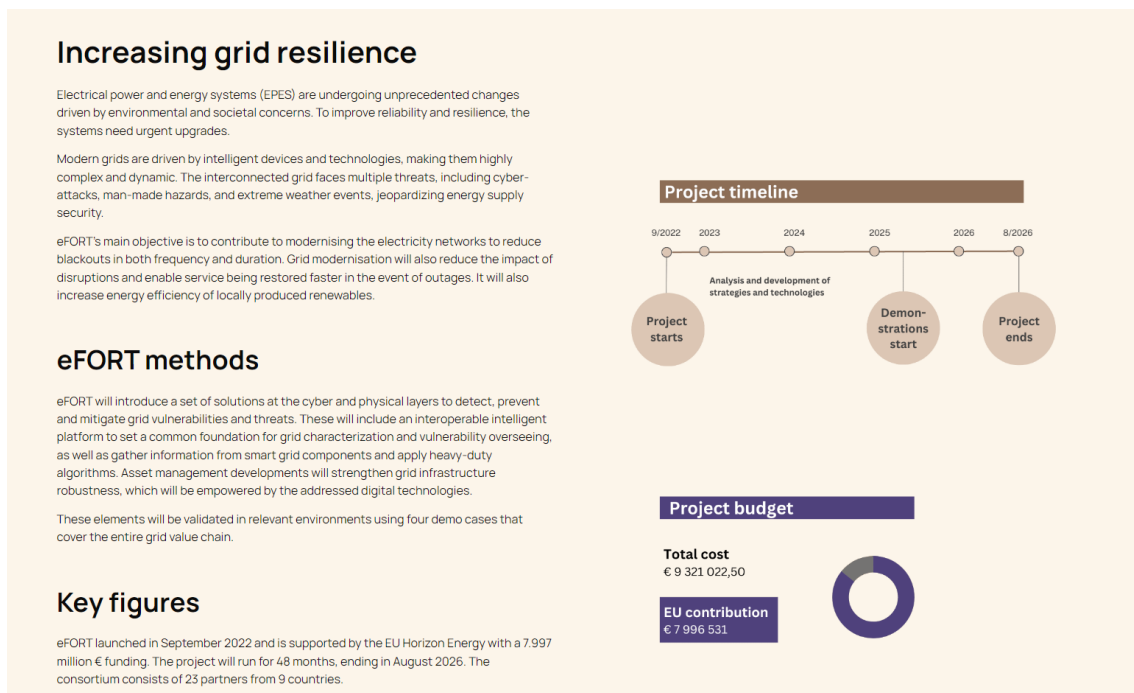 Increasing grid resilience
Electrical power and energy systems (EPES) are undergoing unprecedented changes
driven by environmental and societal concerns. To improve reliability and resilience, the
systems need urgent upgrades.
Modern grids are driven by intelligent devices and technologies, making them highly
complex and dynamic. The interconnected grid faces multiple threats, including cyber-
attacks, man-made hazards, and extreme weather events, jeopardizing energy supply
security.
eFORT's main objective is to contribute to modernising the electricity networks to reduce
blackouts in both frequency and duration. Grid modernisation will also reduce the impact of
disruptions and enable service being restored faster in the event of outages. It will also
increase energy efficiency of locally produced renewables.
eFORT methods
eFORT will introduce a set of solutions at the cyber and physical layers to detect, prevent
and mitigate grid vulnerabilities and threats. These will include an interoperable intelligent
platform to set a common foundation for grid characterization and vulnerability overseeing,
as well as gather information from smart grid components and apply heavy-duty
algorithms. Asset management developments will strengthen grid infrastructure
robustness, which will be empowered by the addressed digital technologies.
These elements will be validated in relevant environments using four demo cases that
cover the entire grid value chain.
Key figures
eFORT launched in September 2022 and is supported by the EU Horizon Energy with a 7.997
million € funding. The project will run for 48 months, ending in August 2026. The
consortium consists of 23 partners from 9 countries.
Project timeline
9/2022 2023 2024 2025 2026 8/2026
Analysis and development of
strategies and technologies
Project
starts
Demon-
strations
start
Project
ends
Project budget
Total cost
€ 9 321 022,50
EU contribution
€ 7 996 531